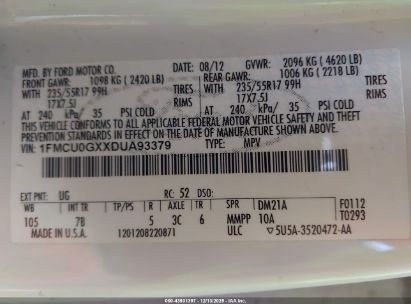 MFD. BY FORD MOTOR CO. DATE: 08/12 GVWR: 2096 KG (4620 LB)
FRONT GAWR: 1098 KG (2420 LB) REAR GAWR: 1006 KG (2218 LB)
WITH 235/55R17 99H TIRES WITH 235/55R17 99H TIRES
17X7.5J RIMS 17X7.5J RIMS
AT 240 kPa/ 35 PSI COLD AT 240 kPa/ 35 PSI COLD
THIS VEHICLE CONFORMS TO ALL APPLICABLE FEDERAL MOTOR VEHICLE SAFETY, BUMPER, AND THEFT
PREVENTION STANDARDS IN EFFECT ON THE DATE OF MANUFACTURE SHOWN ABOVE.
VIN: 1FMCU0GXXDUA93379 TYPE: MPV
EXT PNT: UG RC: 52 DSO:
WB INT TR TP/PS R AXLE TR SPR DM21A F0112
105 7B 5 3C 6 MMPP 10A T0293
MADE IN U.S.A. 1201208220871 ULC ▽5U5A-3520472-AA